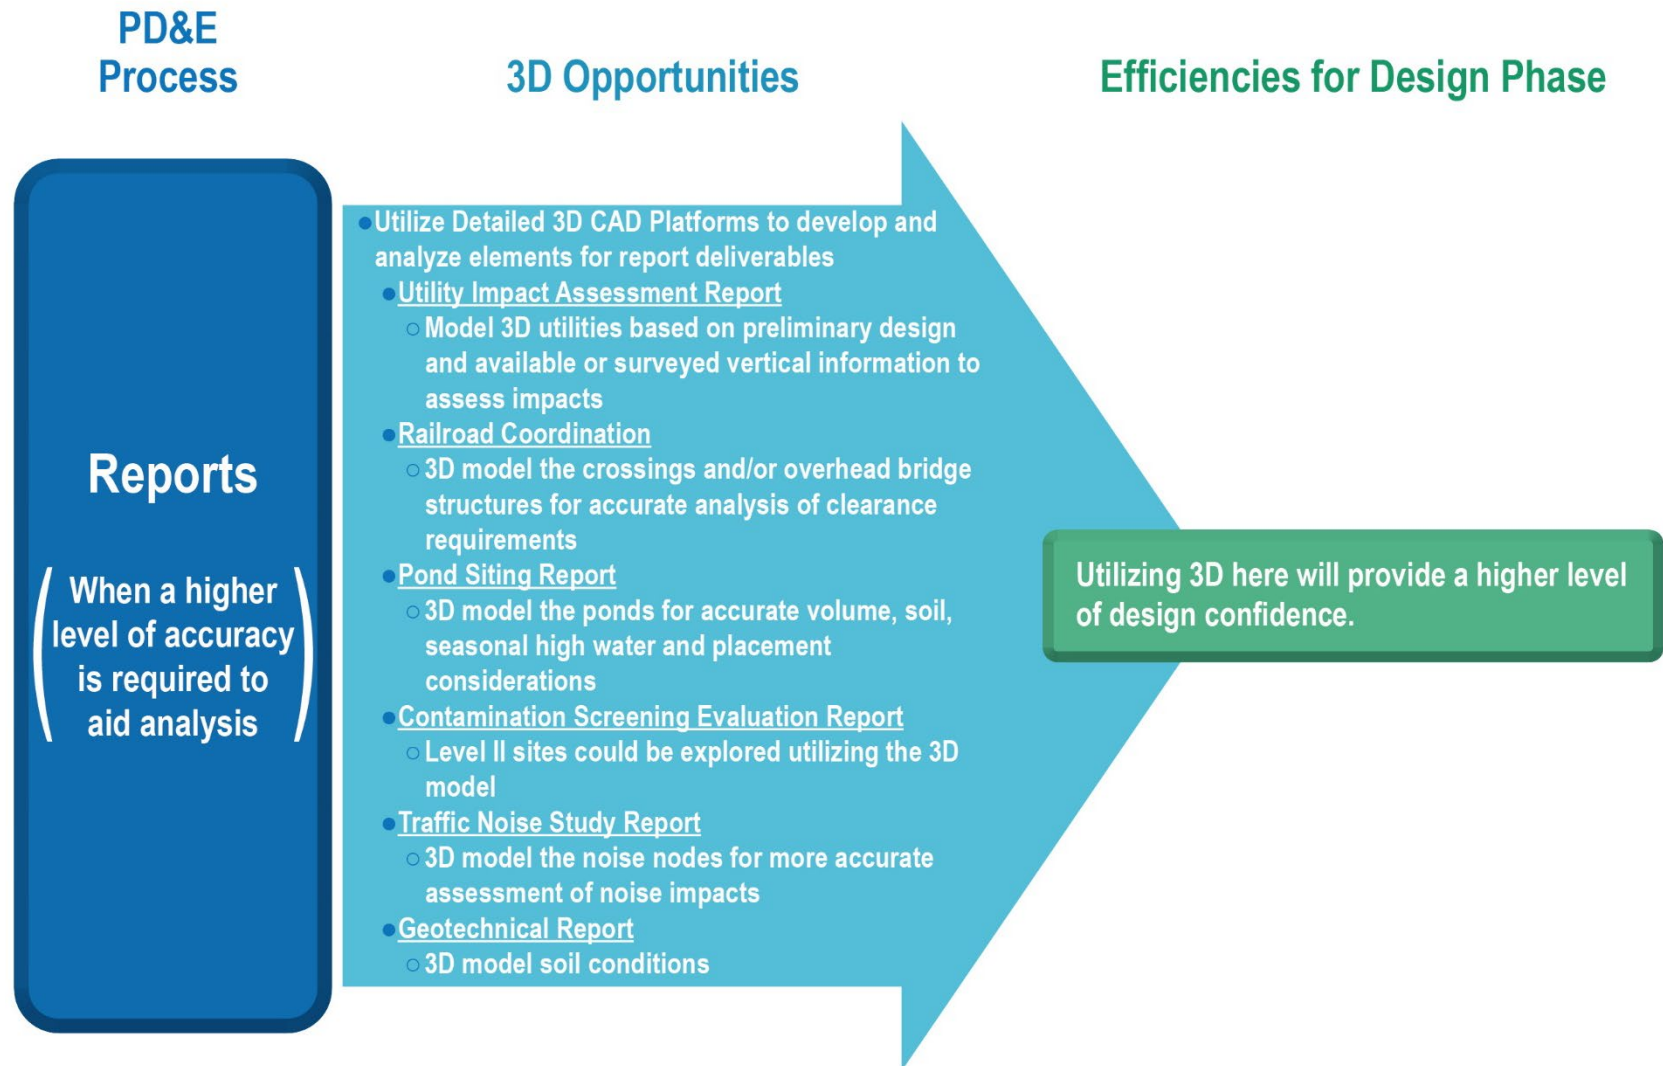 PD&E
Process
3D Opportunities
Efficiencies for Design Phase
Reports
(When a higher
level of accuracy
is required to
aid analysis)
●Utilize Detailed 3D CAD Platforms to develop and
analyze elements for report deliverables
●Utility Impact Assessment Report
○Model 3D utilities based on preliminary design
and available or surveyed vertical information to
assess impacts
●Railroad Coordination
○3D model the crossings and/or overhead bridge
structures for accurate analysis of clearance
requirements
●Pond Siting Report
○3D model the ponds for accurate volume, soil,
seasonal high water and placement
considerations
●Contamination Screening Evaluation Report
○Level II sites could be explored utilizing the 3D
model
●Traffic Noise Study Report
○3D model the noise nodes for more accurate
assessment of noise impacts
●Geotechnical Report
○3D model soil conditions
Utilizing 3D here will provide a higher level
of design confidence.